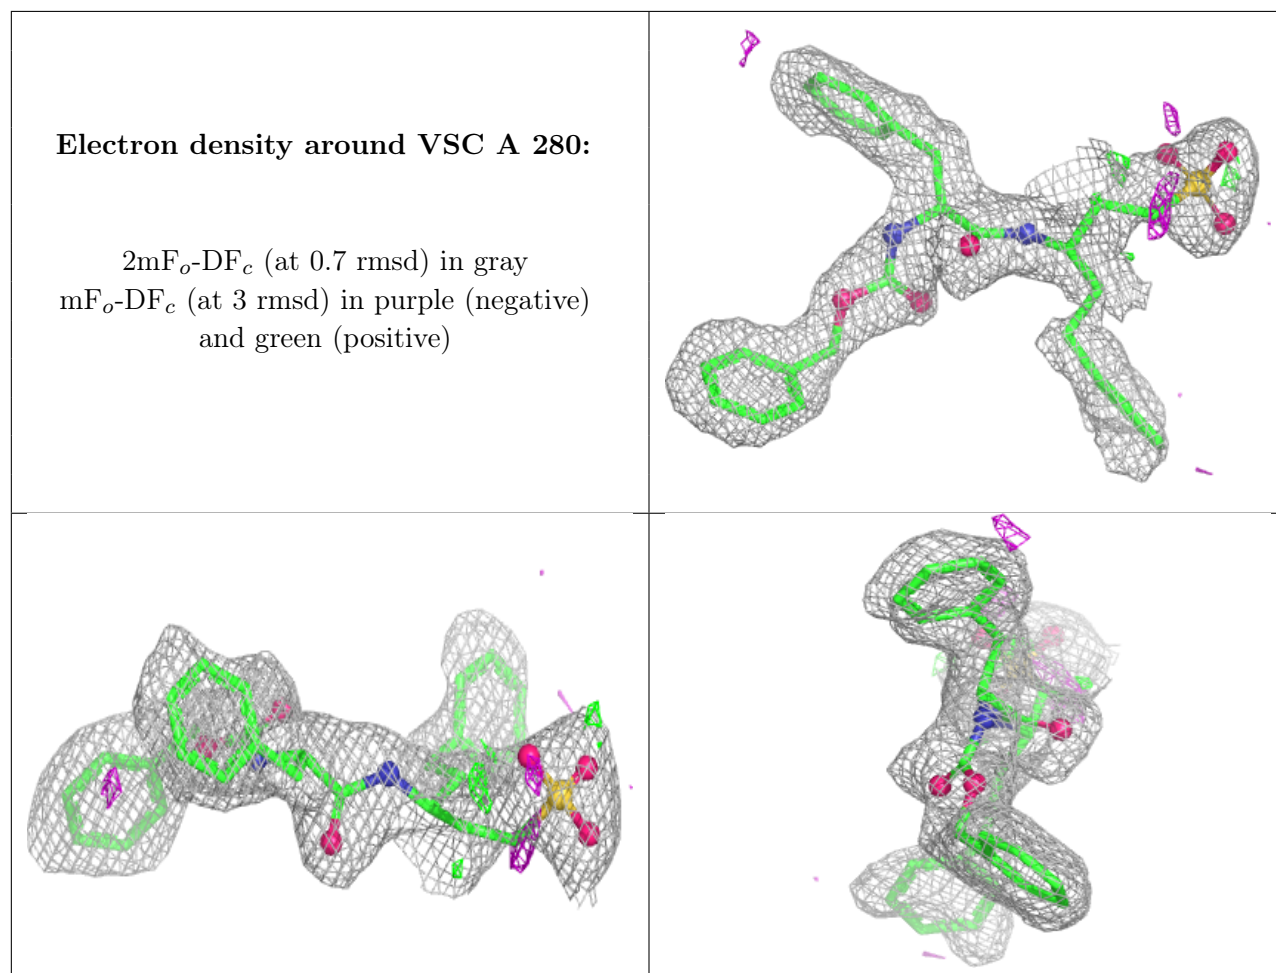 Electron density around VSC A 280:
2mFo-DFc (at 0.7 rmsd) in gray
mFo-DFc (at 3 rmsd) in purple (negative)
and green (positive)